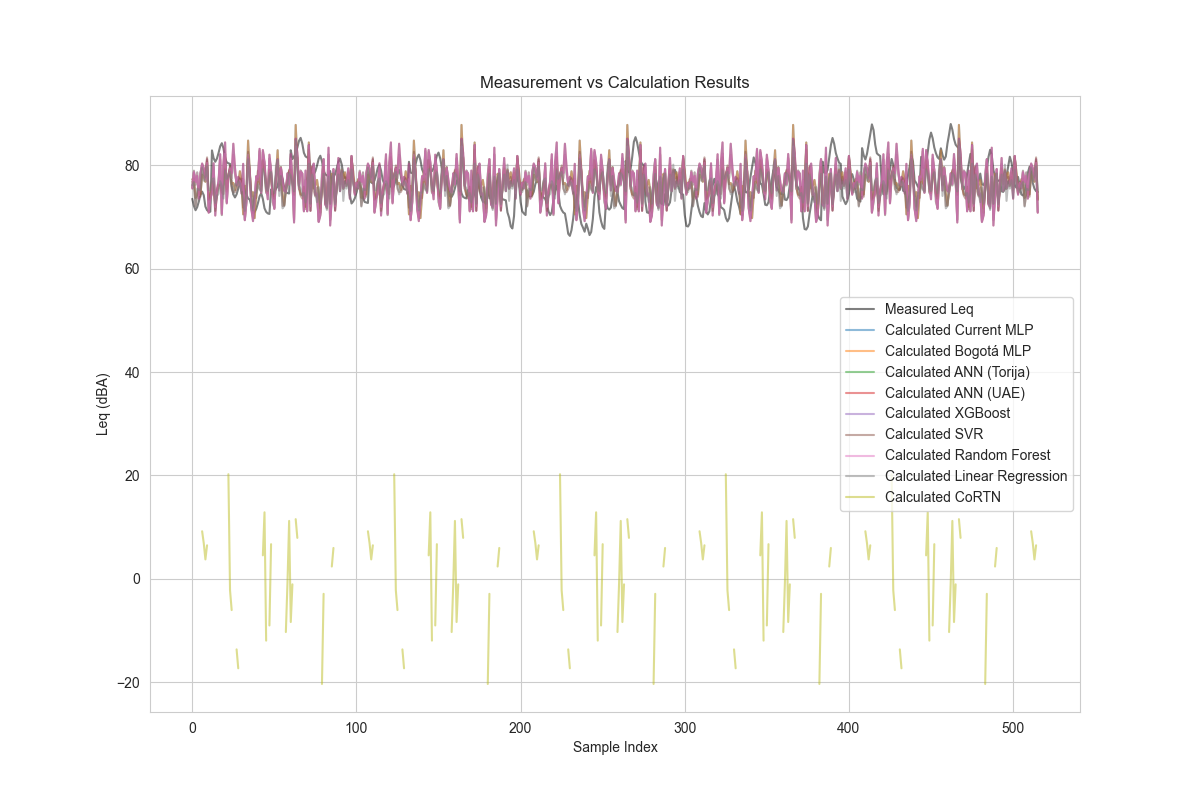 Measurement vs Calculation Results
Leq (dBA)
80
60
40
20
0
−20
Measured Leq
Calculated Current MLP
Calculated Bogotá MLP
Calculated ANN (Torija)
Calculated ANN (UAE)
Calculated XGBoost
Calculated SVR
Calculated Random Forest
Calculated Linear Regression
Calculated CoRTN
0
100
200
300
400
500
Sample Index